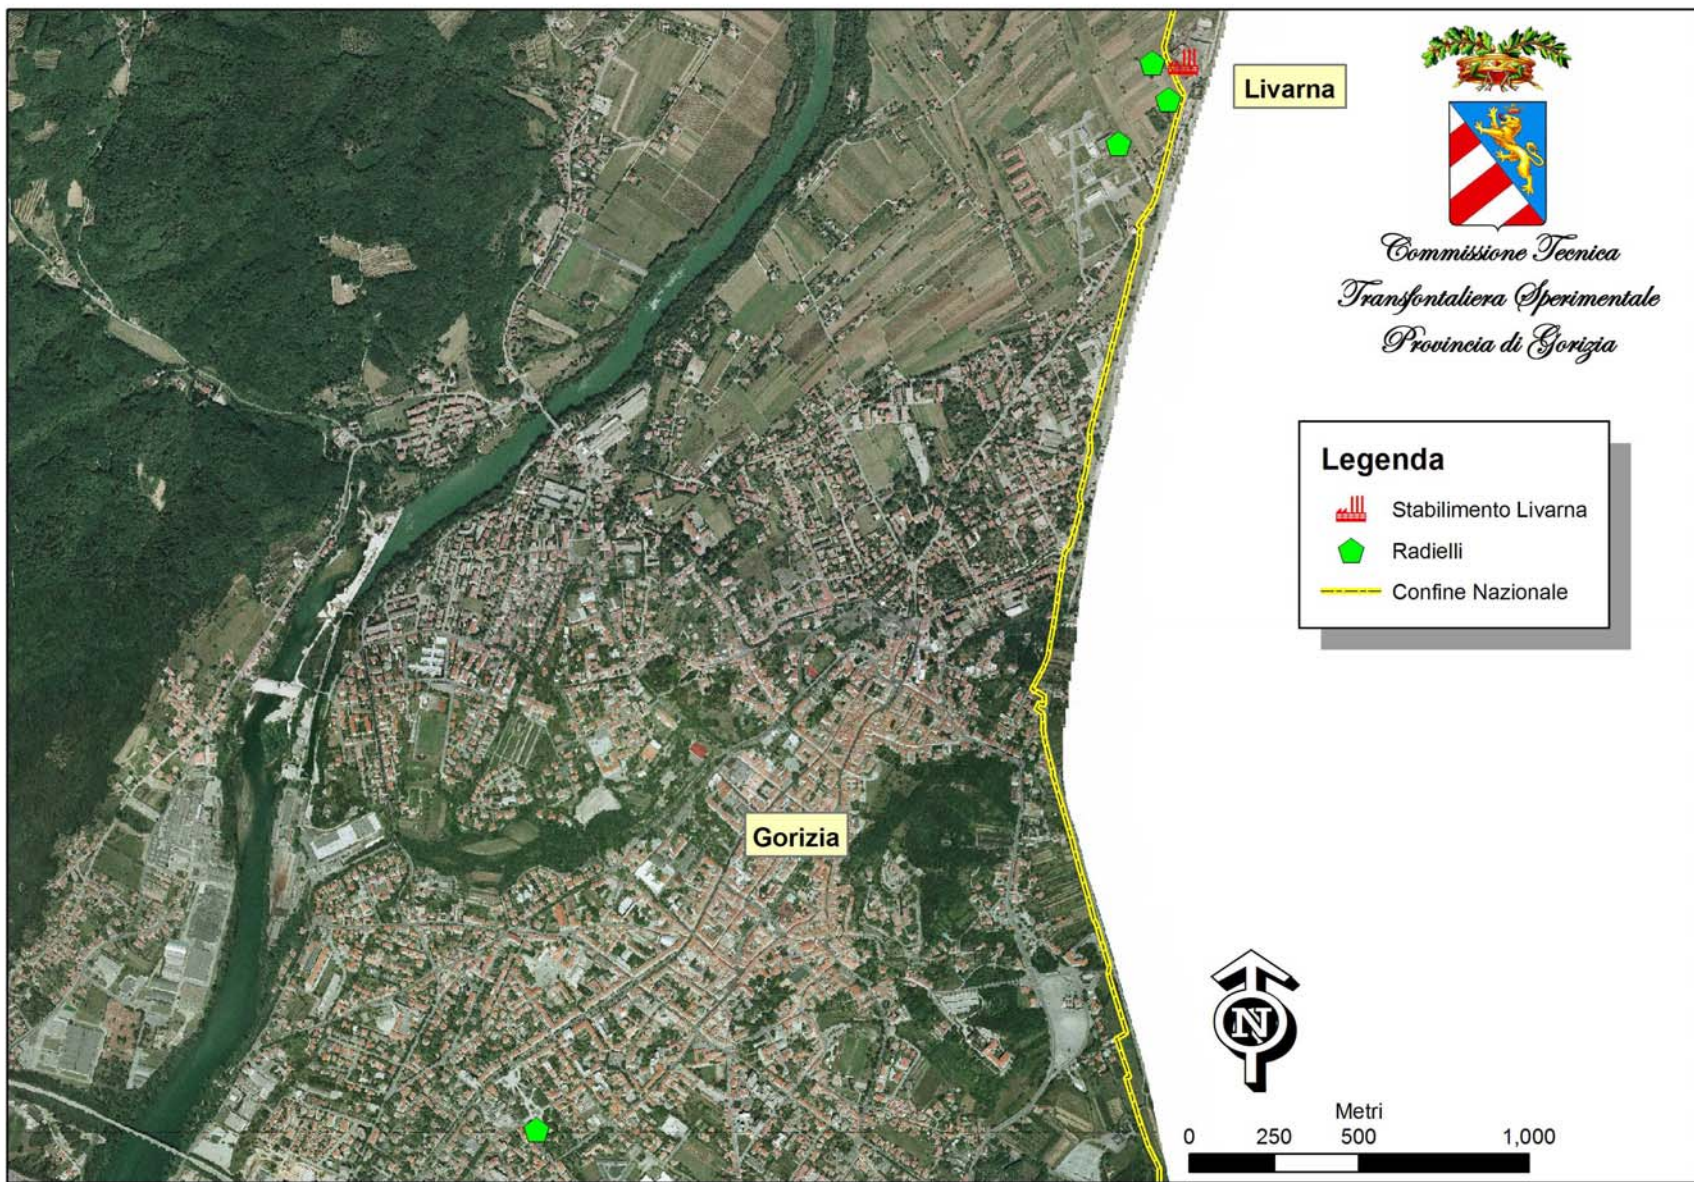 Livarna
Commissione Tecnica
Transfontaliera Sperimentale
Provincia di Gorizia
Legenda
Stabilimento Livarna
Radielli
Confine Nazionale
Gorizia
N
Metri
0 250 500 1,000